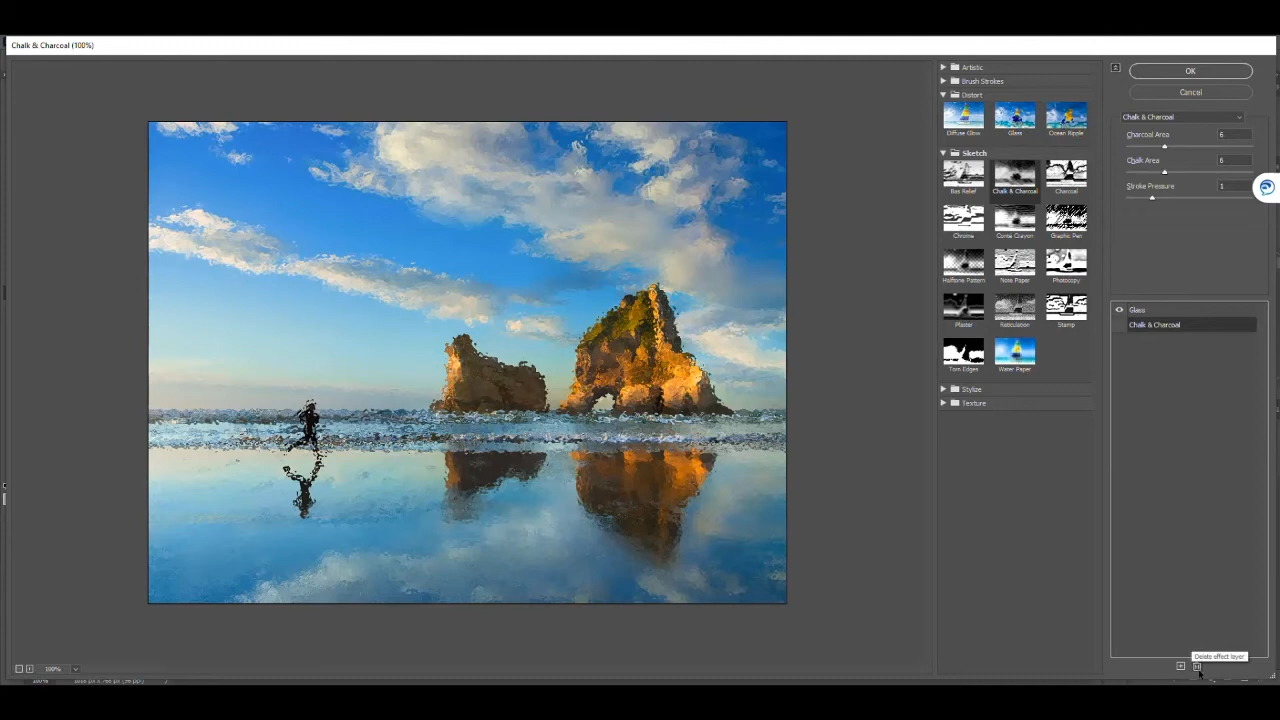 Chalk & Charcoal (100%)
Artistic
Brush Strokes
Distort
Diffuse Glow
Glass
Ocean Ripple
Sketch
Bas Relief
Chalk & Charcoal
Charcoal
Chrome
Conté Crayon
Graphic Pen
Halftone Pattern
Note Paper
Photocopy
Plaster
Reticulation
Stamp
Torn Edges
Water Paper
Stylize
Texture
OK
Cancel
Chalk & Charcoal
Charcoal Area 6
Chalk Area 6
Stroke Pressure 1
Glass
Chalk & Charcoal
Delete effect layer
100%
100%